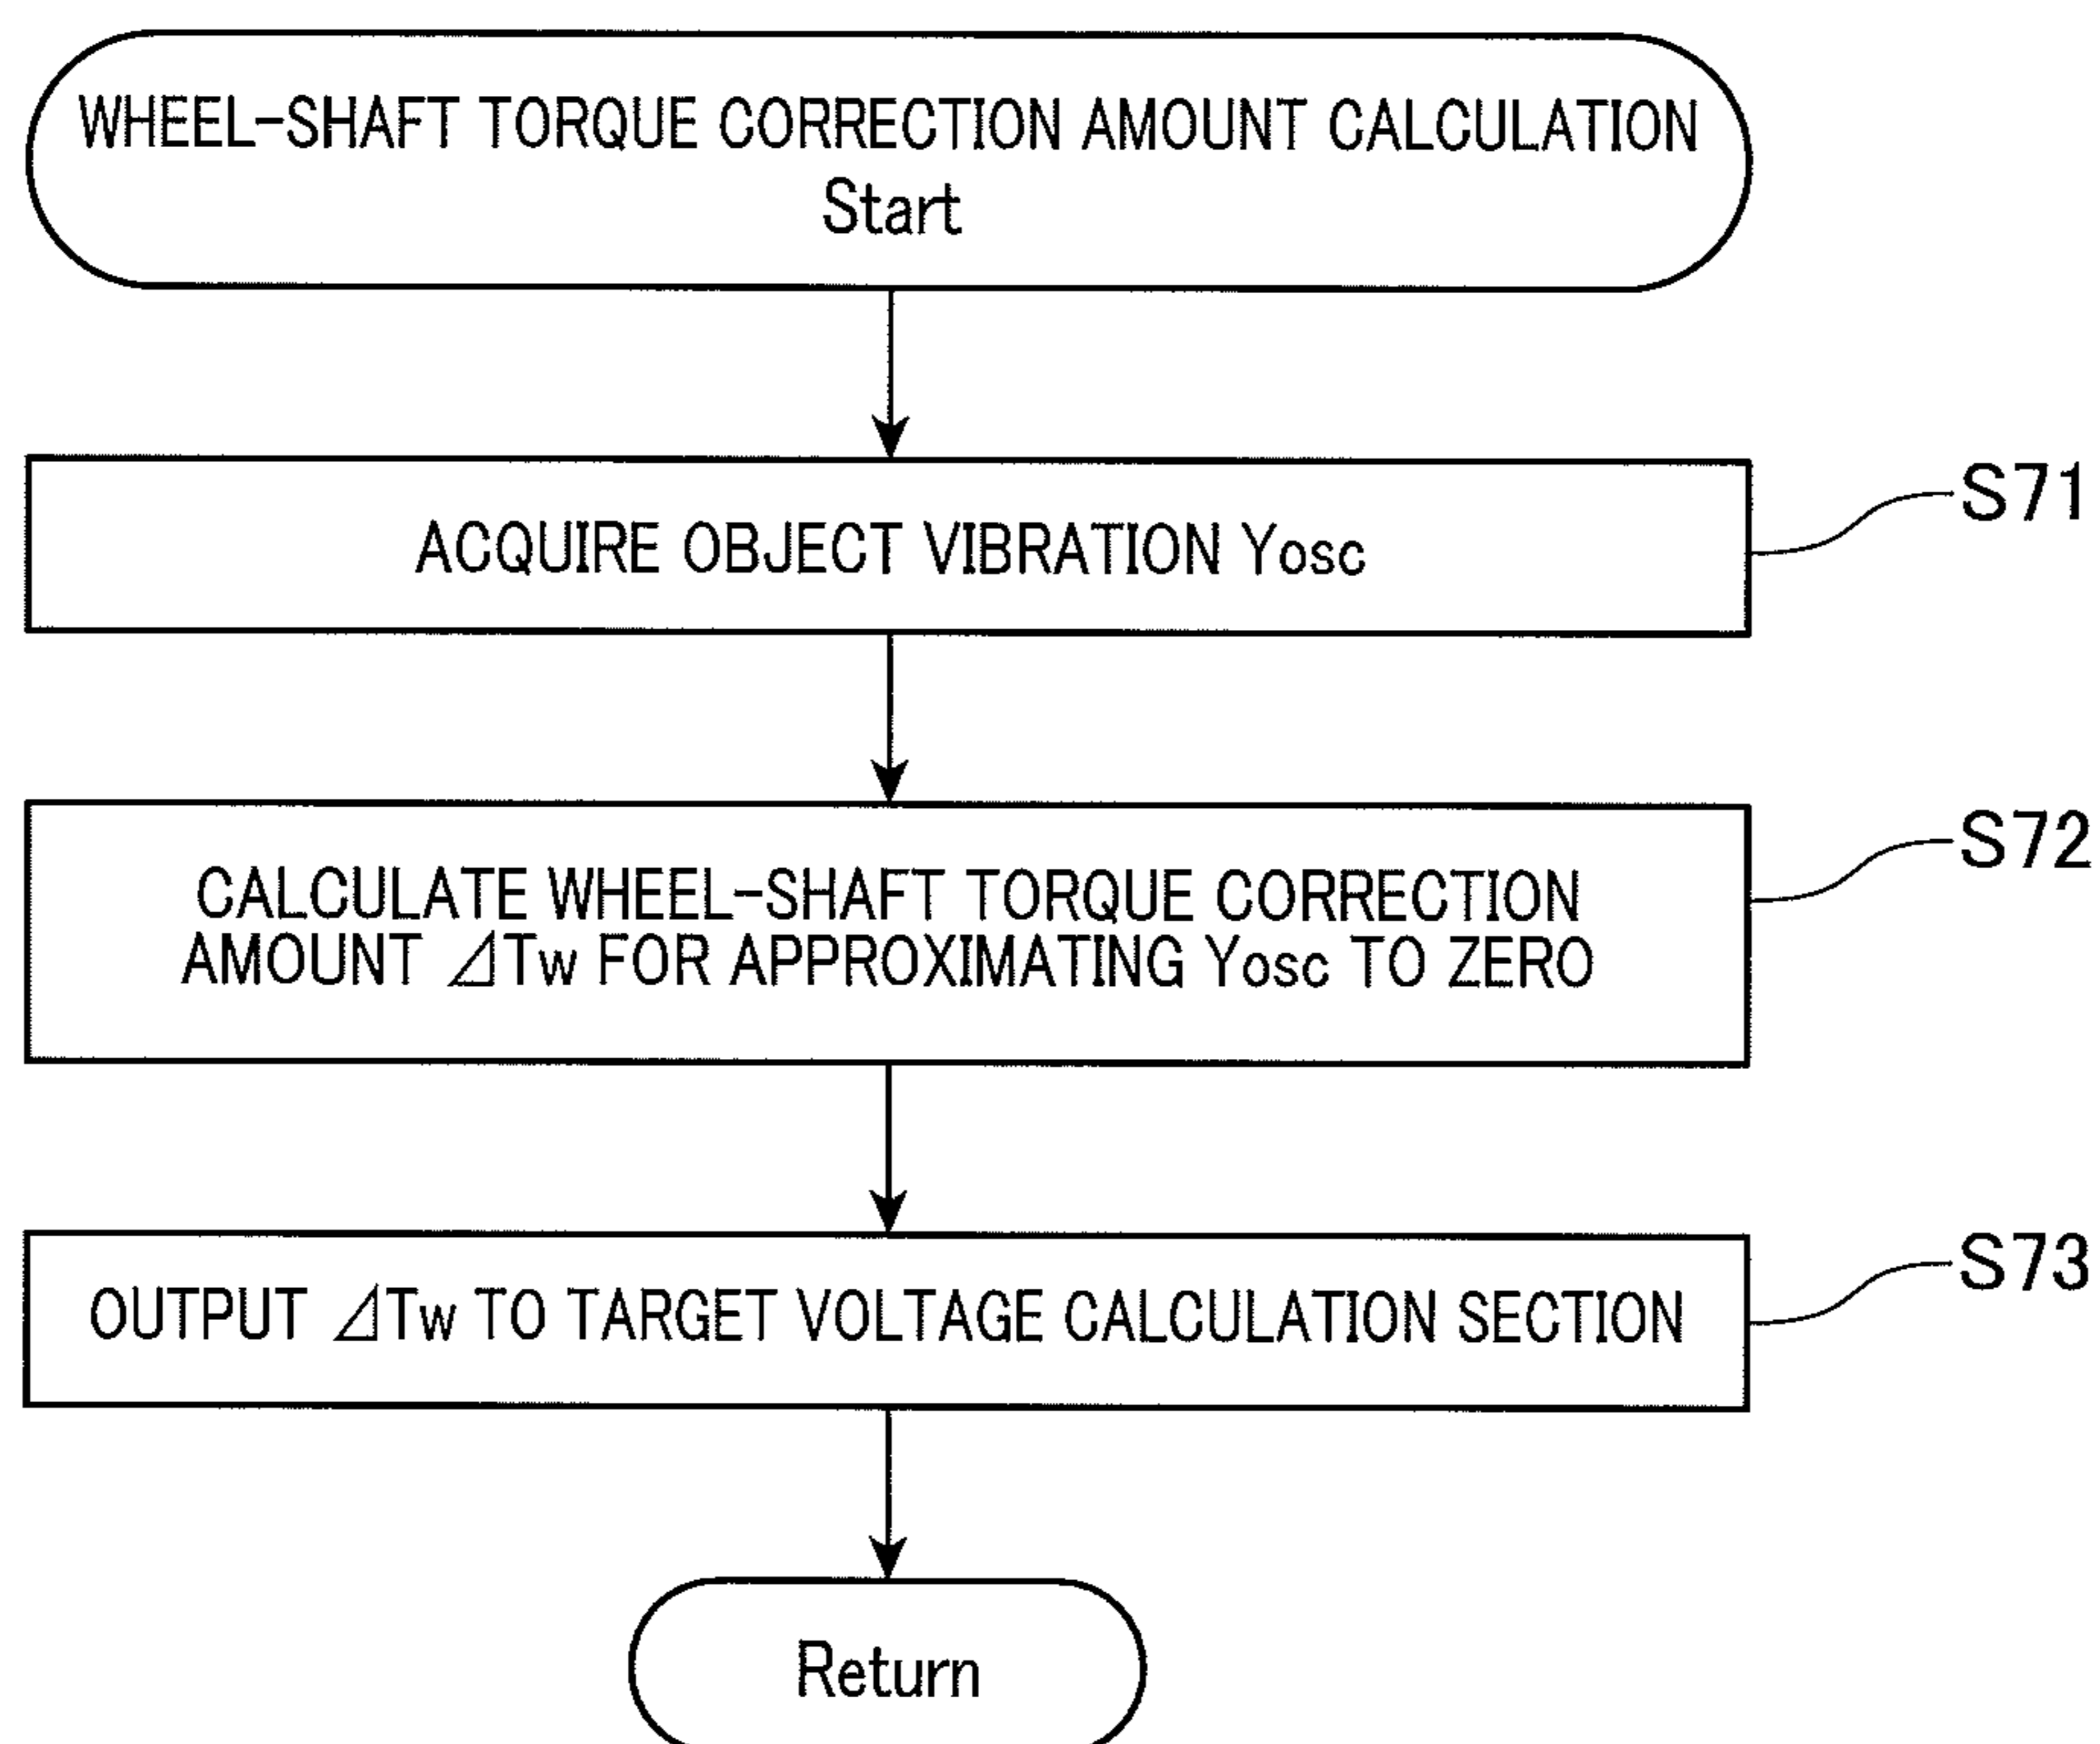 WHEEL-SHAFT TORQUE CORRECTION AMOUNT CALCULATION
Start
ACQUIRE OBJECT VIBRATION Yosc
S71
CALCULATE WHEEL-SHAFT TORQUE CORRECTION
AMOUNT ⊿Tw FOR APPROXIMATING Yosc TO ZERO
S72
OUTPUT ⊿Tw TO TARGET VOLTAGE CALCULATION SECTION
S73
Return